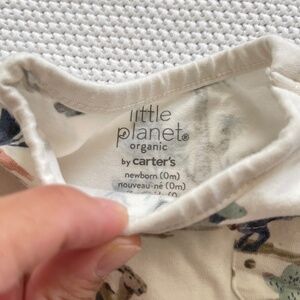 little
planet®
organic
by carter's
newborn (0m)
nouveau-né (0m)